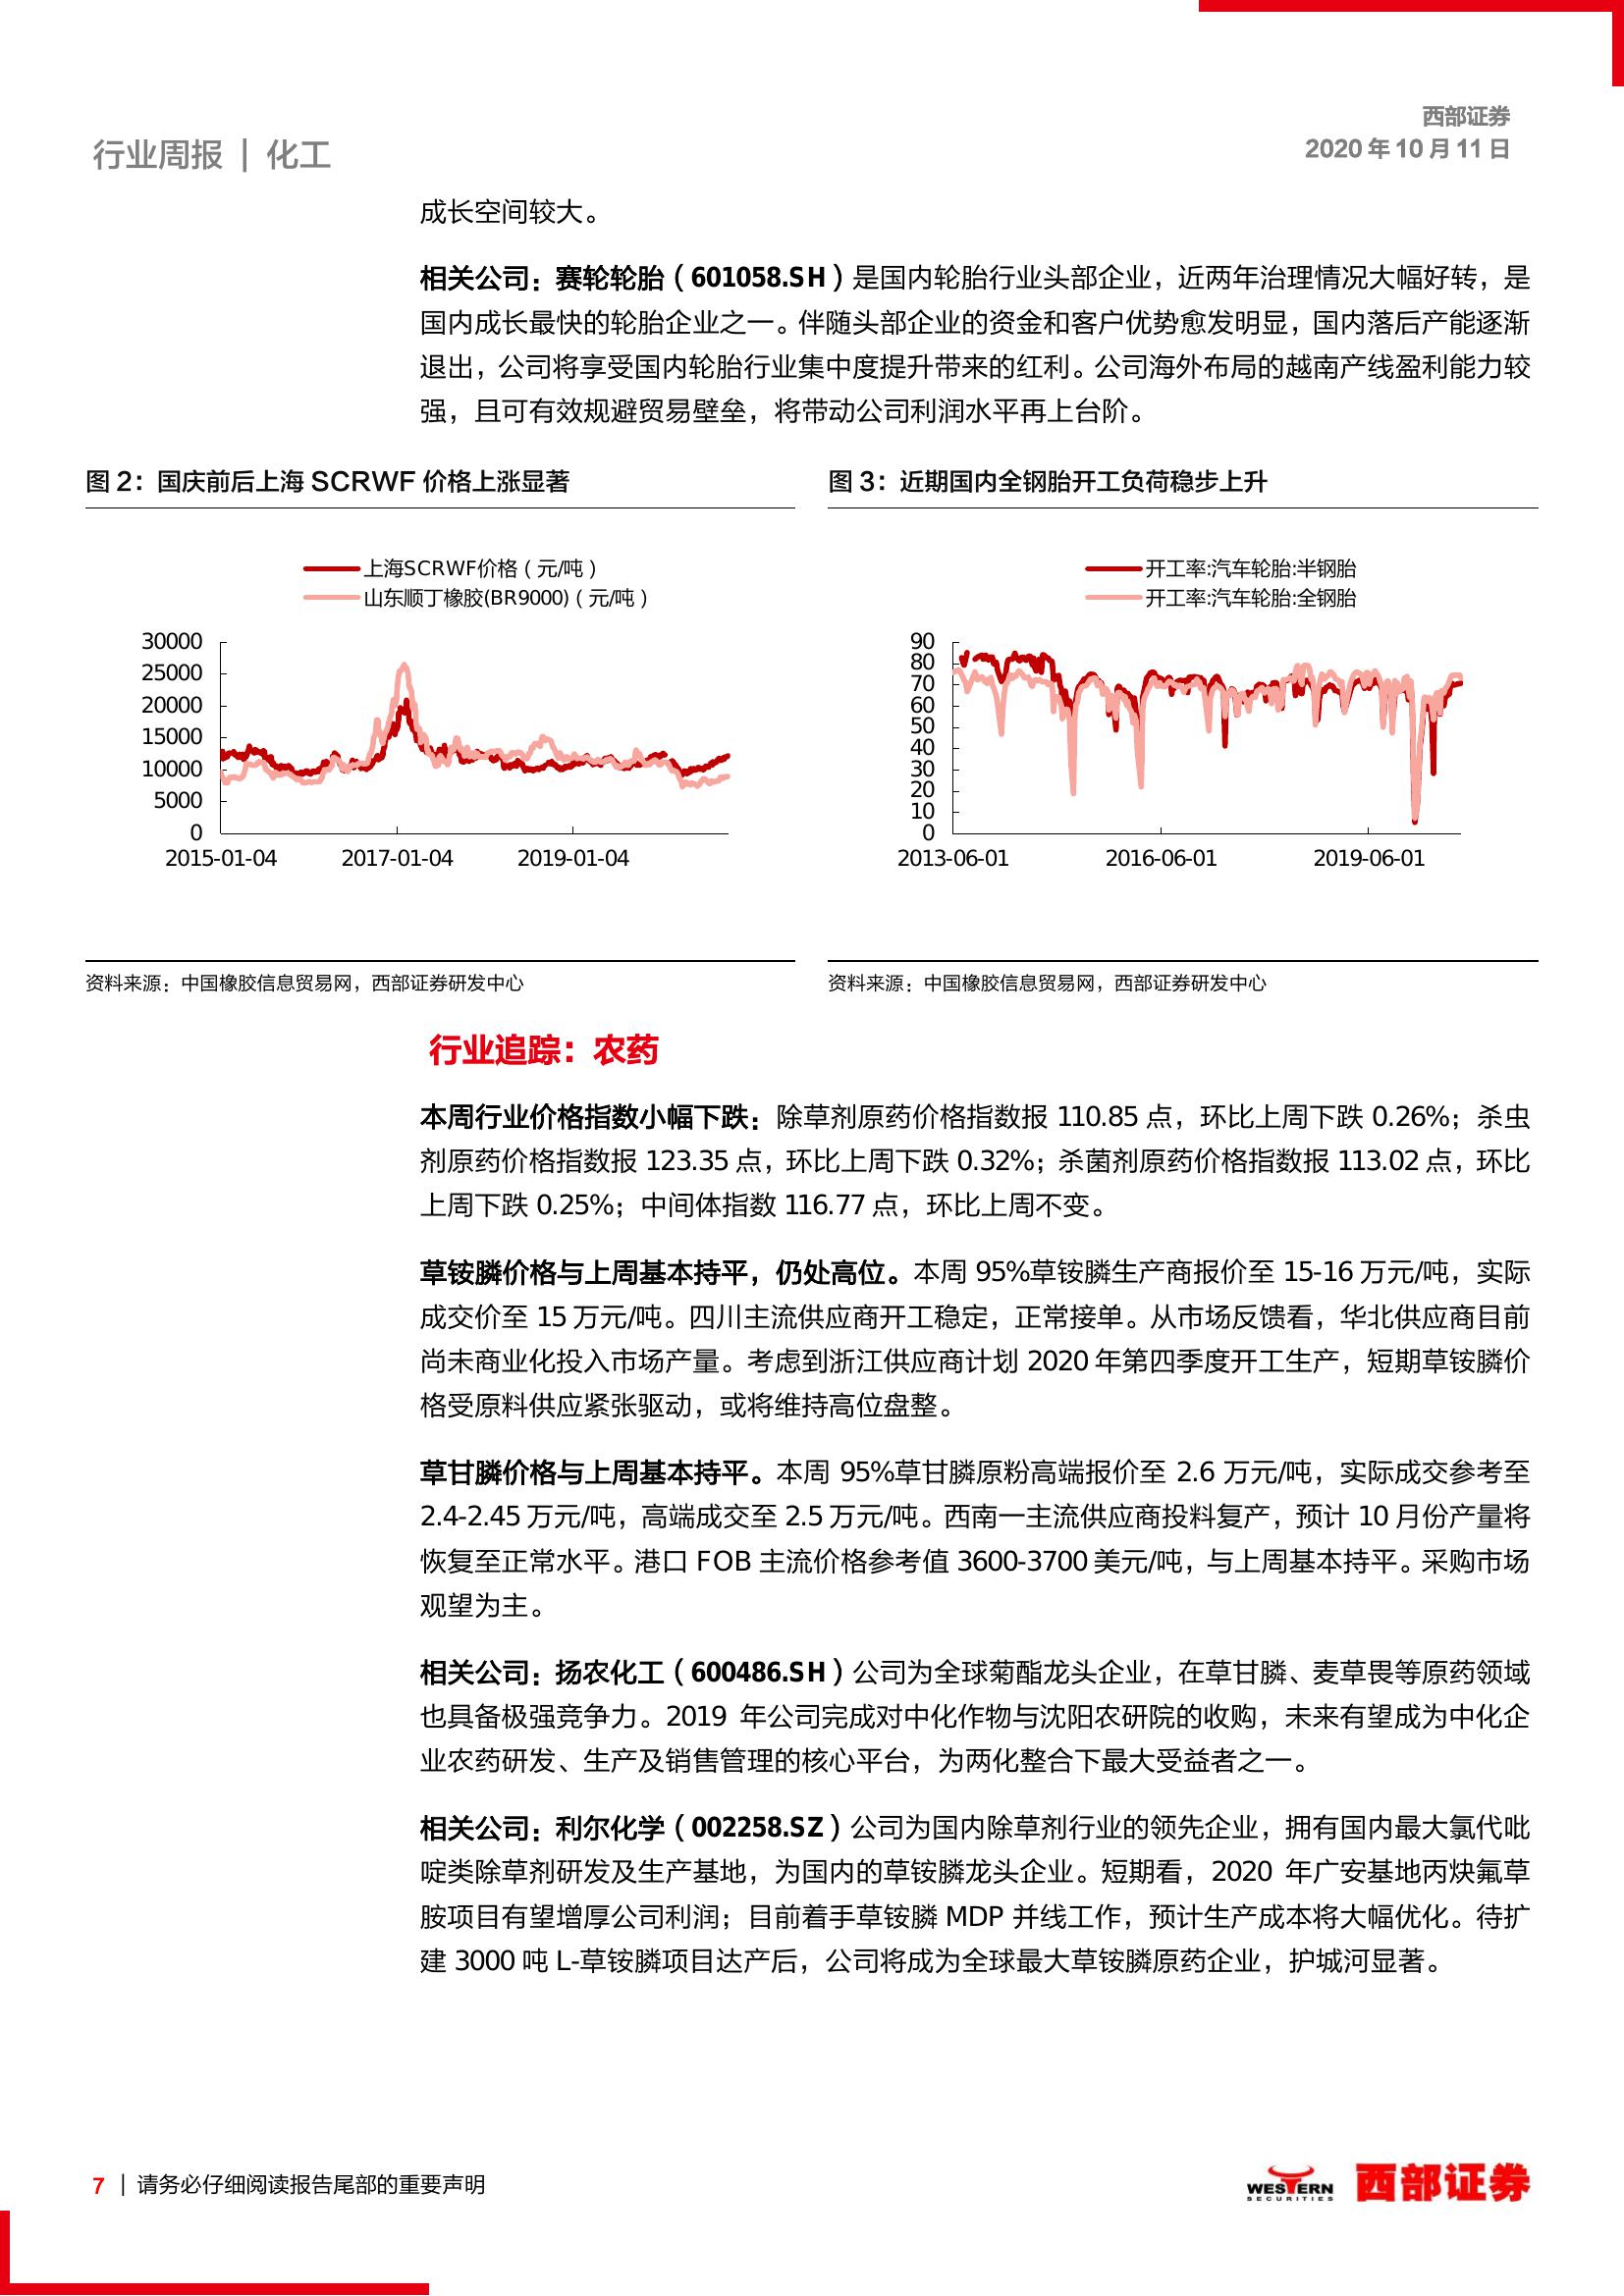 西部证券
2020 年 10 月 11 日
行业周报 | 化工
成长空间较大。
相关公司：赛轮轮胎（601058.SH）是国内轮胎行业头部企业，近两年治理情况大幅好转，是
国内成长最快的轮胎企业之一。伴随头部企业的资金和客户优势愈发明显，国内落后产能逐渐
退出，公司将享受国内轮胎行业集中度提升带来的红利。公司海外布局的越南产线盈利能力较
强，且可有效规避贸易壁垒，将带动公司利润水平再上台阶。
图 2：国庆前后上海 SCRWF 价格上涨显著
上海SCRWF价格（元/吨）
山东顺丁橡胶(BR9000)（元/吨）
30000
25000
20000
15000
10000
5000
0
2015-01-04 2017-01-04 2019-01-04
资料来源：中国橡胶信息贸易网，西部证券研发中心
图 3：近期国内全钢胎开工负荷稳步上升
开工率:汽车轮胎:半钢胎
开工率:汽车轮胎:全钢胎
90
80
70
60
50
40
30
20
10
0
2013-06-01 2016-06-01 2019-06-01
资料来源：中国橡胶信息贸易网，西部证券研发中心
行业追踪：农药
本周行业价格指数小幅下跌：除草剂原药价格指数报 110.85 点，环比上周下跌 0.26%；杀虫
剂原药价格指数报 123.35 点，环比上周下跌 0.32%；杀菌剂原药价格指数报 113.02 点，环比
上周下跌 0.25%；中间体指数 116.77 点，环比上周不变。
草铵膦价格与上周基本持平，仍处高位。本周 95%草铵膦生产商报价至 15-16 万元/吨，实际
成交价至 15 万元/吨。四川主流供应商开工稳定，正常接单。从市场反馈看，华北供应商目前
尚未商业化投入市场产量。考虑到浙江供应商计划 2020 年第四季度开工生产，短期草铵膦价
格受原料供应紧张驱动，或将维持高位盘整。
草甘膦价格与上周基本持平。本周 95%草甘膦原粉高端报价至 2.6 万元/吨，实际成交参考至
2.4-2.45 万元/吨，高端成交至 2.5 万元/吨。西南一主流供应商投料复产，预计 10 月份产量将
恢复至正常水平。港口 FOB 主流价格参考值 3600-3700 美元/吨，与上周基本持平。采购市场
观望为主。
相关公司：扬农化工（600486.SH）公司为全球菊酯龙头企业，在草甘膦、麦草畏等原药领域
也具备极强竞争力。2019 年公司完成对中化作物与沈阳农研院的收购，未来有望成为中化企
业农药研发、生产及销售管理的核心平台，为两化整合下最大受益者之一。
相关公司：利尔化学（002258.SZ）公司为国内除草剂行业的领先企业，拥有国内最大氯代吡
啶类除草剂研发及生产基地，为国内的草铵膦龙头企业。短期看，2020 年广安基地丙炔氟草
胺项目有望增厚公司利润；目前着手草铵膦 MDP 并线工作，预计生产成本将大幅优化。待扩
建 3000 吨 L-草铵膦项目达产后，公司将成为全球最大草铵膦原药企业，护城河显著。
7 | 请务必仔细阅读报告尾部的重要声明
WESTERN
SECURITIES
西部证券